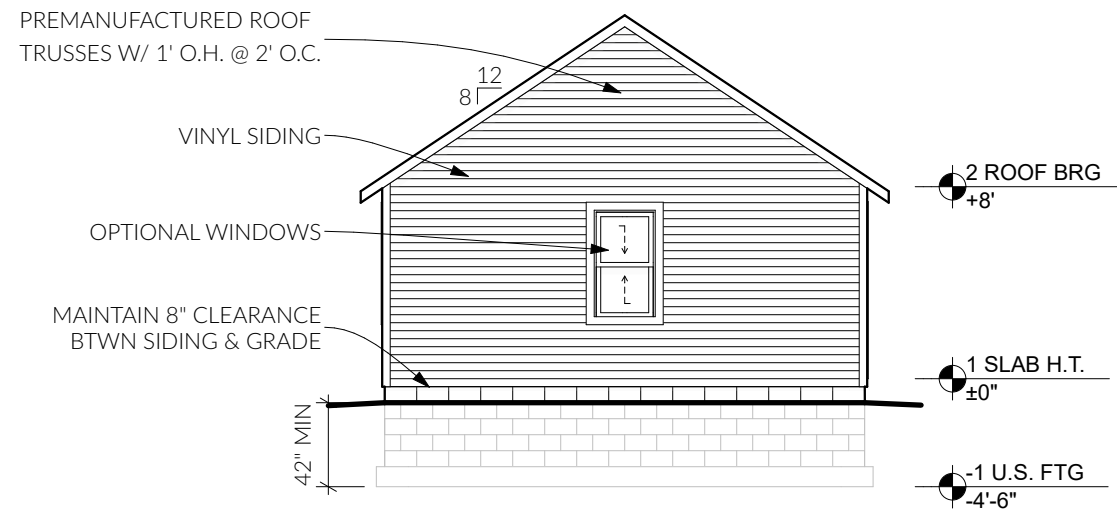 PREMANUFACTURED ROOF
TRUSSES W/ 1' O.H. @ 2' O.C.
12
8
VINYL SIDING
2 ROOF BRG
+8'
OPTIONAL WINDOWS
MAINTAIN 8" CLEARANCE
BTWN SIDING & GRADE
1 SLAB H.T.
±0"
42" MIN
-1 U.S. FTG
-4'-6"